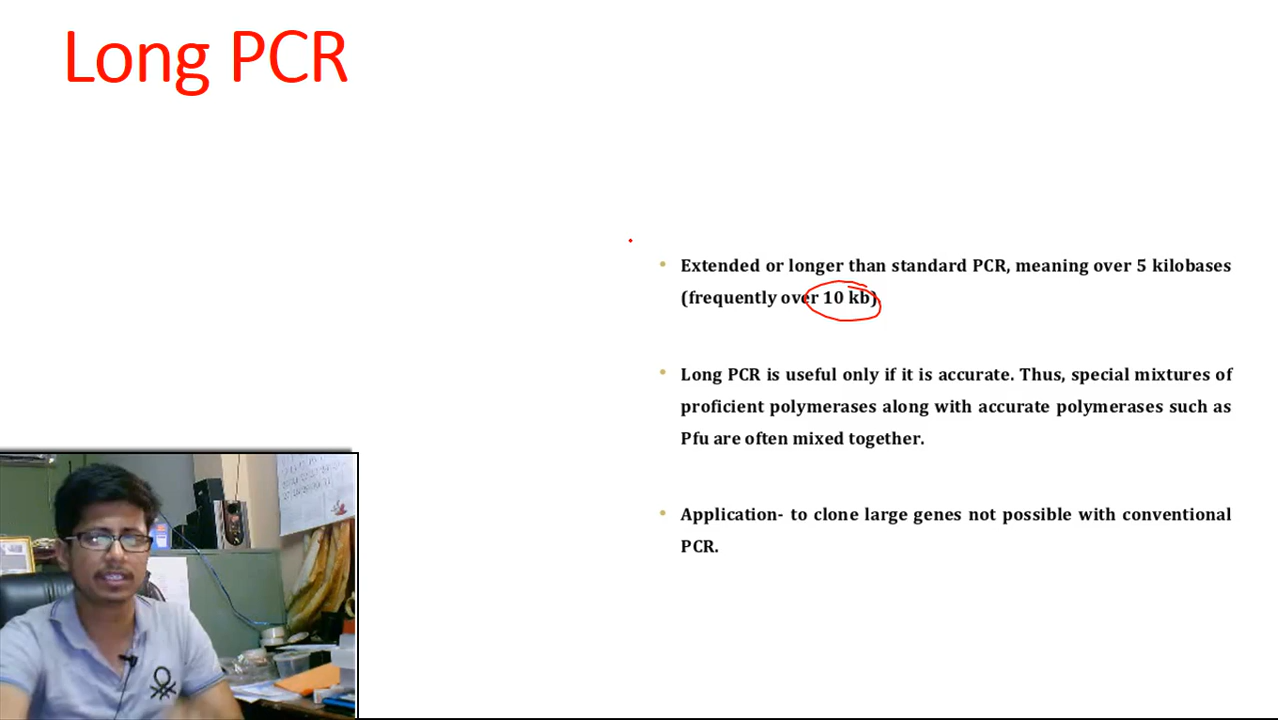 Long PCR
• Extended or longer than standard PCR, meaning over 5 kilobases
(frequently over 10 kb)
• Long PCR is useful only if it is accurate. Thus, special mixtures of
proficient polymerases along with accurate polymerases such as
Pfu are often mixed together.
• Application- to clone large genes not possible with conventional
PCR.